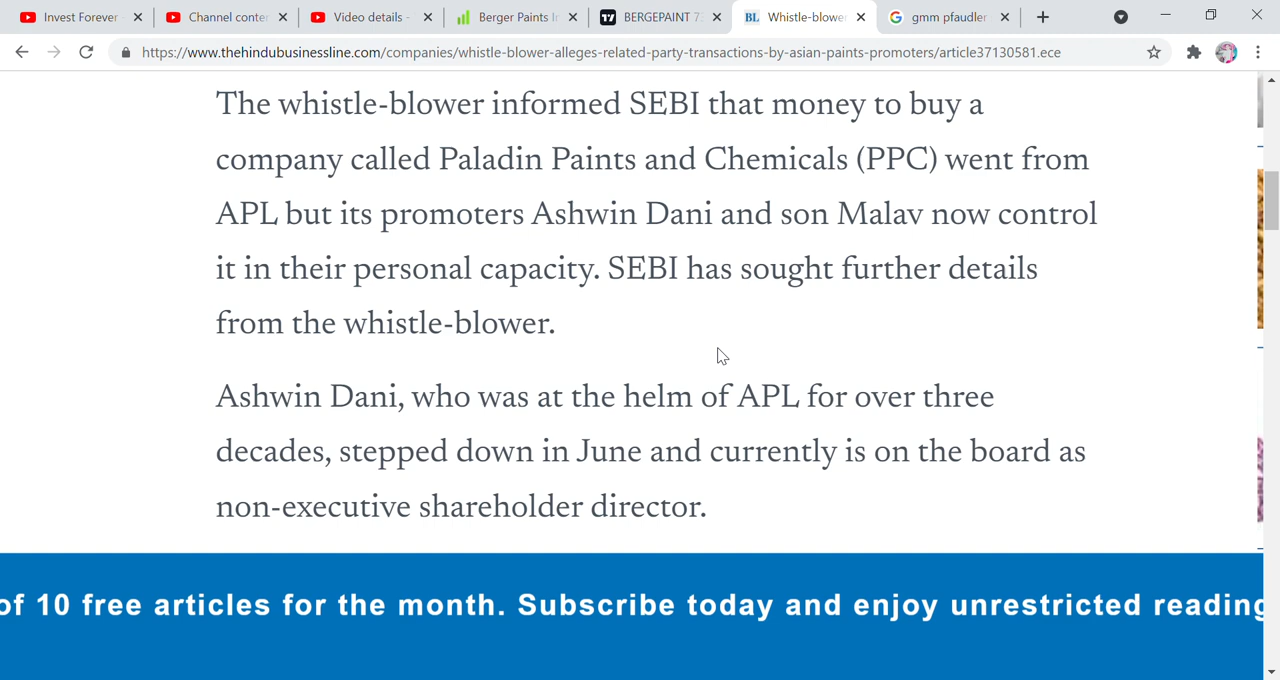 Invest Forever
Channel conter
Video details -
Berger Paints In
BERGEPAINT 7
BL Whistle-blower
gmm pfaudler
https://www.thehindubusinessline.com/companies/whistle-blower-alleges-related-party-transactions-by-asian-paints-promoters/article37130581.ece
The whistle-blower informed SEBI that money to buy a
company called Paladin Paints and Chemicals (PPC) went from
APL but its promoters Ashwin Dani and son Malav now control
it in their personal capacity. SEBI has sought further details
from the whistle-blower.
Ashwin Dani, who was at the helm of APL for over three
decades, stepped down in June and currently is on the board as
non-executive shareholder director.
of 10 free articles for the month. Subscribe today and enjoy unrestricted reading